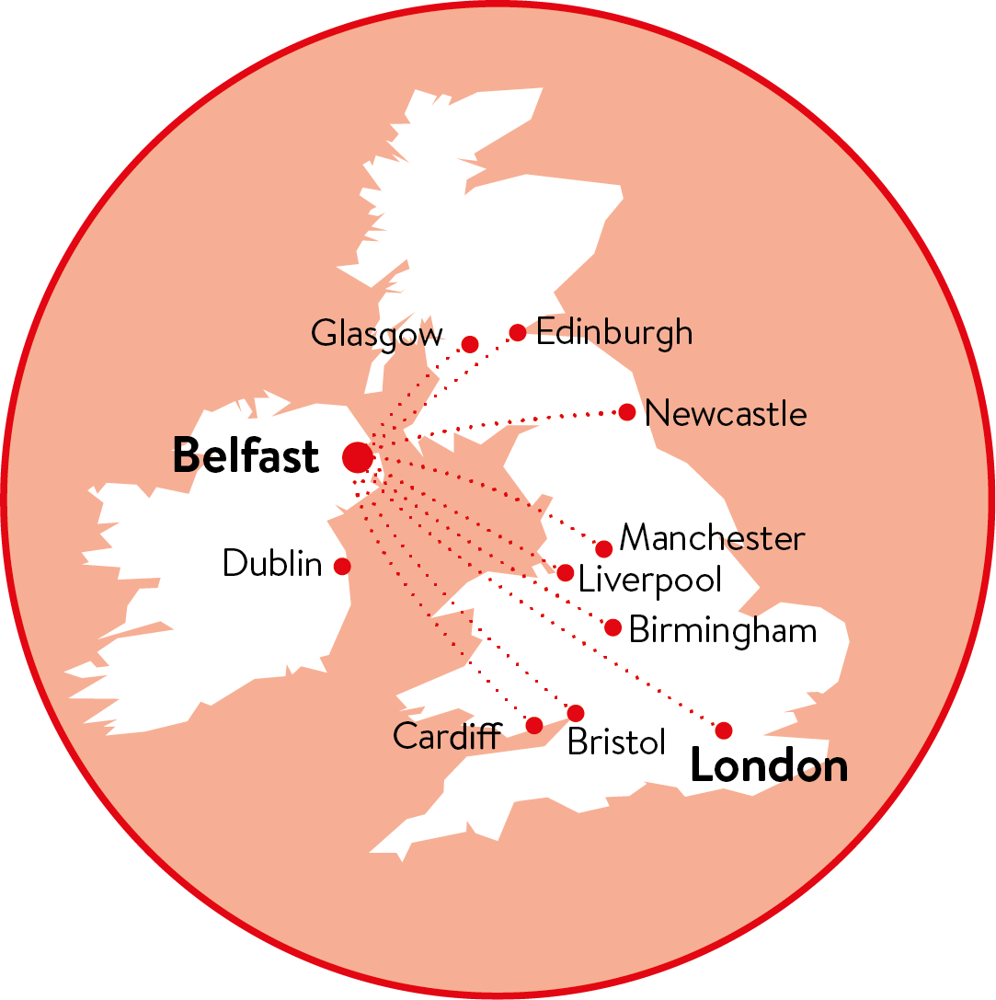 Glasgow
Edinburgh
Newcastle
Belfast
Manchester
Dublin
Liverpool
Birmingham
Cardiff
Bristol
London